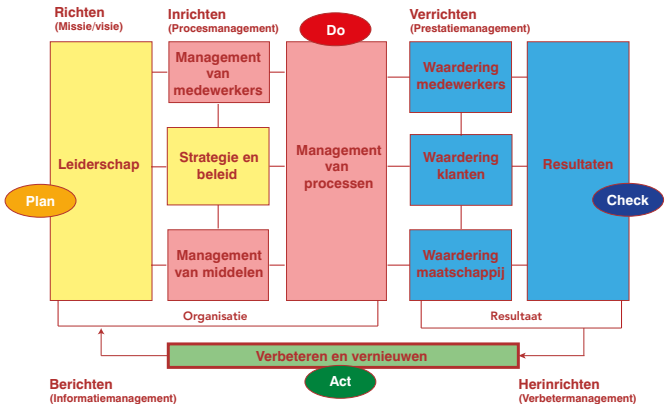 Richten
(Missie/visie)
Inrichten
(Procesmanagement)
Do
Verrichten
(Prestatiemanagement)
Management
van
medewerkers
Waardering
medewerkers
Leiderschap
Strategie en
beleid
Management
van
processen
Waardering
klanten
Resultaten
Plan
Check
Management
van middelen
Waardering
maatschappij
Organisatie
Resultaat
Verbeteren en vernieuwen
Act
Berichten
(Informatiemanagement)
Herinrichten
(Verbetermanagement)